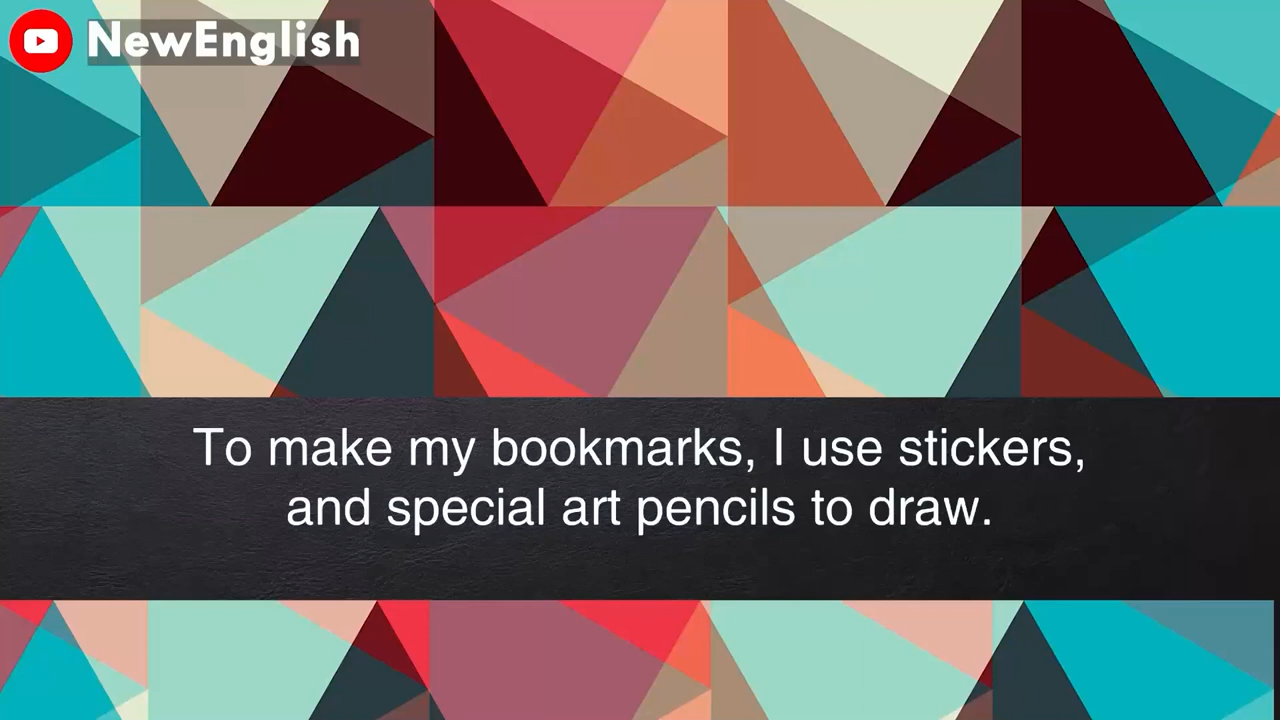 NewEnglish
To make my bookmarks, I use stickers,
and special art pencils to draw.